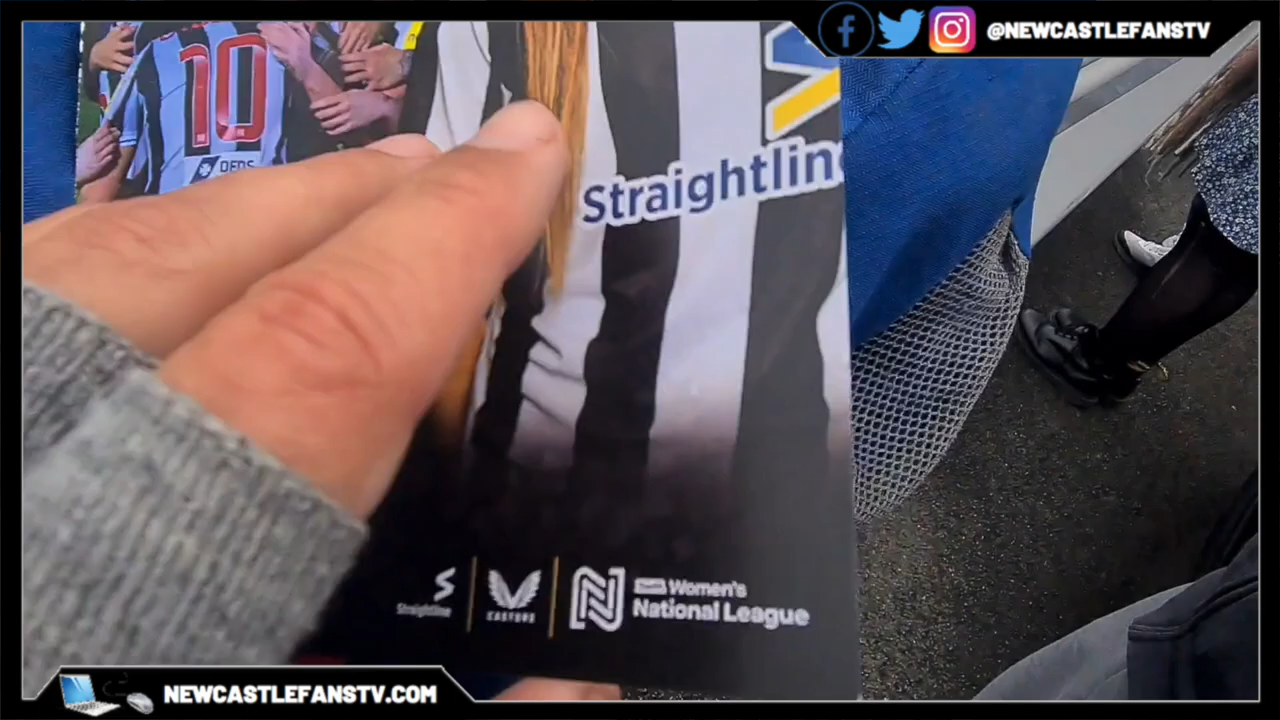 @NEWCASTLEFANSTV
10
Straightlin
Straightline
CASTORE
Women's
National League
NEWCASTLEFANSTV.COM